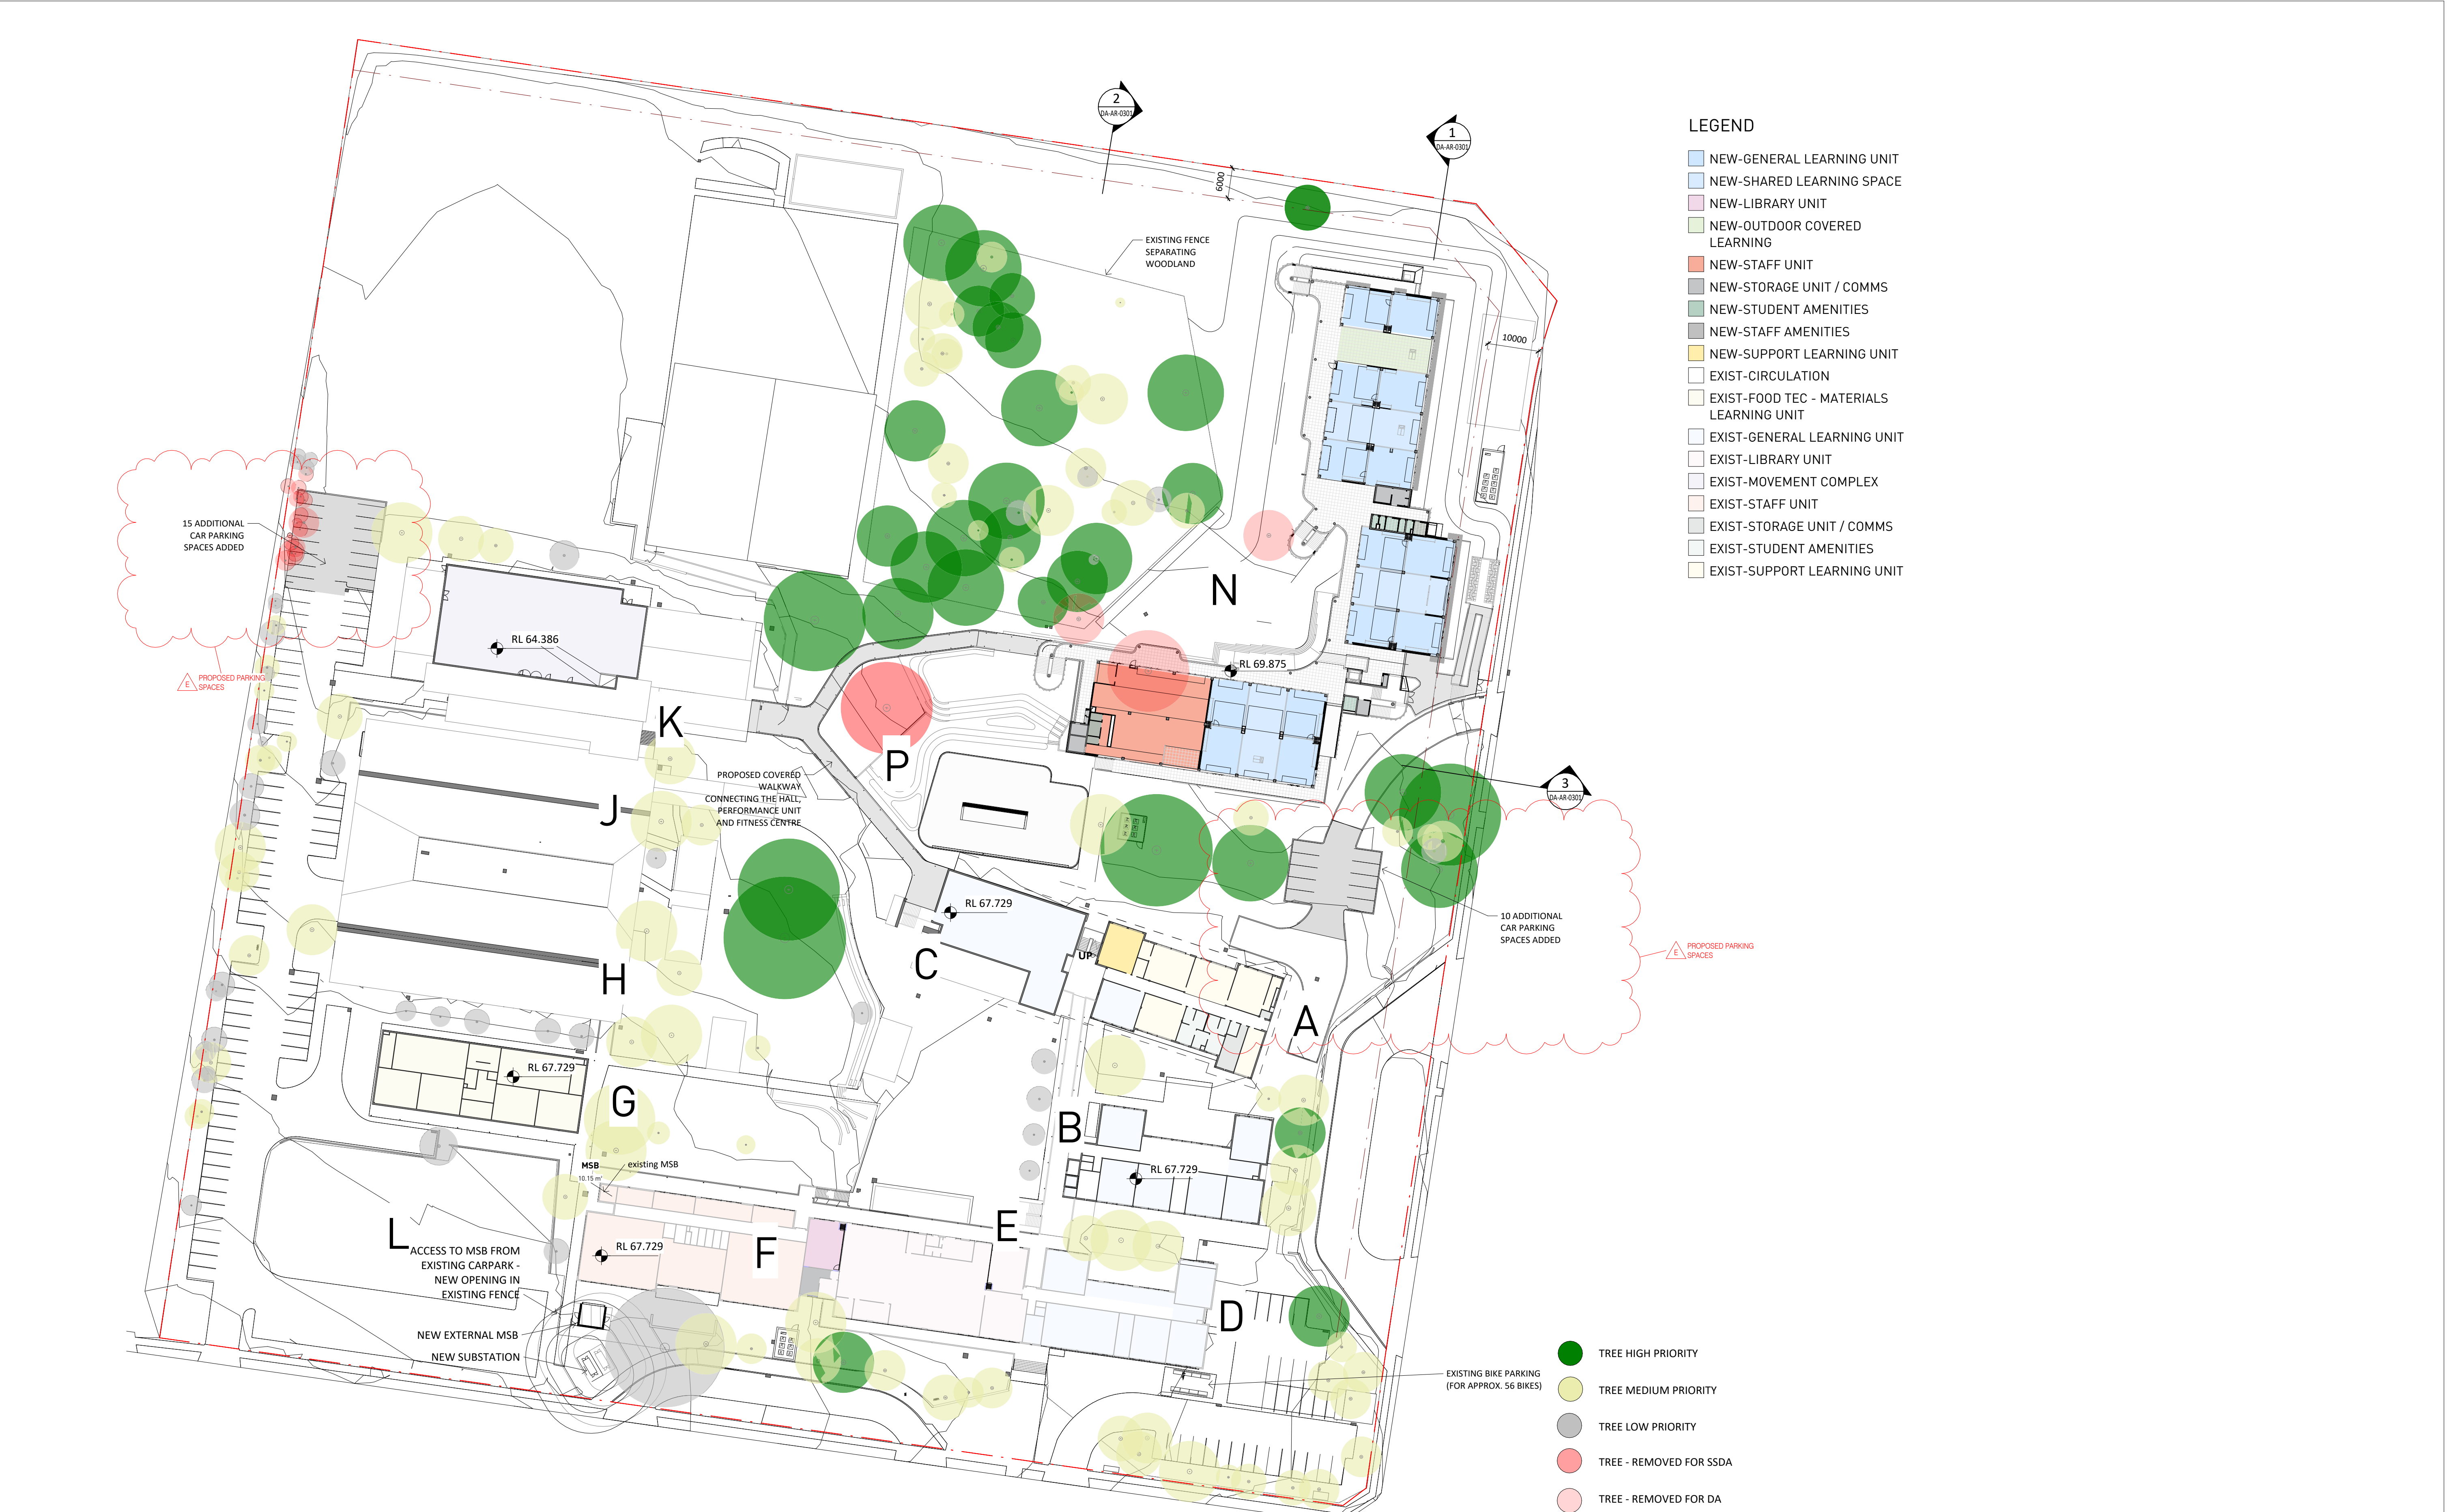 2
DA-AR-0301
1
DA-AR-0301
6000
EXISTING FENCE
SEPARATING
WOODLAND
10000
LEGEND
NEW-GENERAL LEARNING UNIT
NEW-SHARED LEARNING SPACE
NEW-LIBRARY UNIT
NEW-OUTDOOR COVERED
LEARNING
NEW-STAFF UNIT
NEW-STORAGE UNIT / COMMS
NEW-STUDENT AMENITIES
NEW-STAFF AMENITIES
NEW-SUPPORT LEARNING UNIT
EXIST-CIRCULATION
EXIST-FOOD TEC - MATERIALS
LEARNING UNIT
EXIST-GENERAL LEARNING UNIT
EXIST-LIBRARY UNIT
EXIST-MOVEMENT COMPLEX
EXIST-STAFF UNIT
EXIST-STORAGE UNIT / COMMS
EXIST-STUDENT AMENITIES
EXIST-SUPPORT LEARNING UNIT
15 ADDITIONAL
CAR PARKING
SPACES ADDED
E
PROPOSED PARKING
SPACES
RL 64.386
N
RL 69.875
K
P
PROPOSED COVERED
WALKWAY
CONNECTING THE HALL,
PERFORMANCE UNIT
AND FITNESS CENTRE
J
3
DA-AR-0301
10 ADDITIONAL
CAR PARKING
SPACES ADDED
E
PROPOSED PARKING
SPACES
RL 67.729
C
UP
H
A
RL 67.729
G
B
MSB
10.15 m²
existing MSB
RL 67.729
L
ACCESS TO MSB FROM
EXISTING CARPARK -
NEW OPENING IN
EXISTING FENCE
RL 67.729
F
E
D
NEW EXTERNAL MSB
NEW SUBSTATION
EXISTING BIKE PARKING
(FOR APPROX. 56 BIKES)
TREE HIGH PRIORITY
TREE MEDIUM PRIORITY
TREE LOW PRIORITY
TREE - REMOVED FOR SSDA
TREE - REMOVED FOR DA